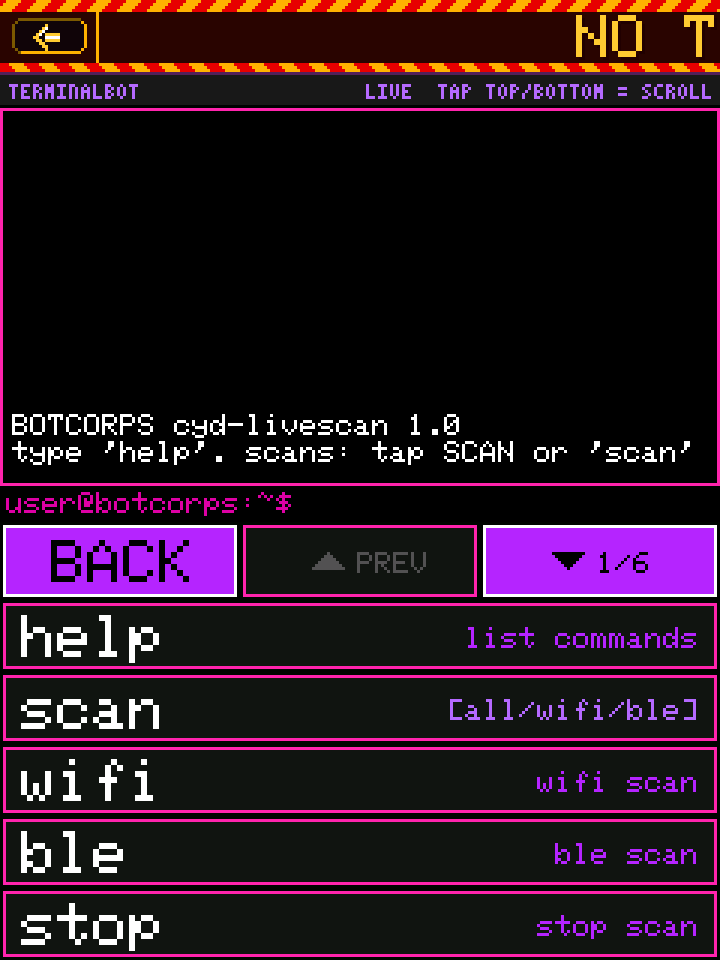 NO T
TERMINALBOT LIVE TAP TOP/BOTTOM = SCROLL
BOTCORPS cyd-livescan 1.0
type 'help'. scans: tap SCAN or 'scan'
user@botcorps:~$
BACK ▲ PREV ▼ 1/6
help list commands
scan [all/wifi/ble]
wifi wifi scan
ble ble scan
stop stop scan